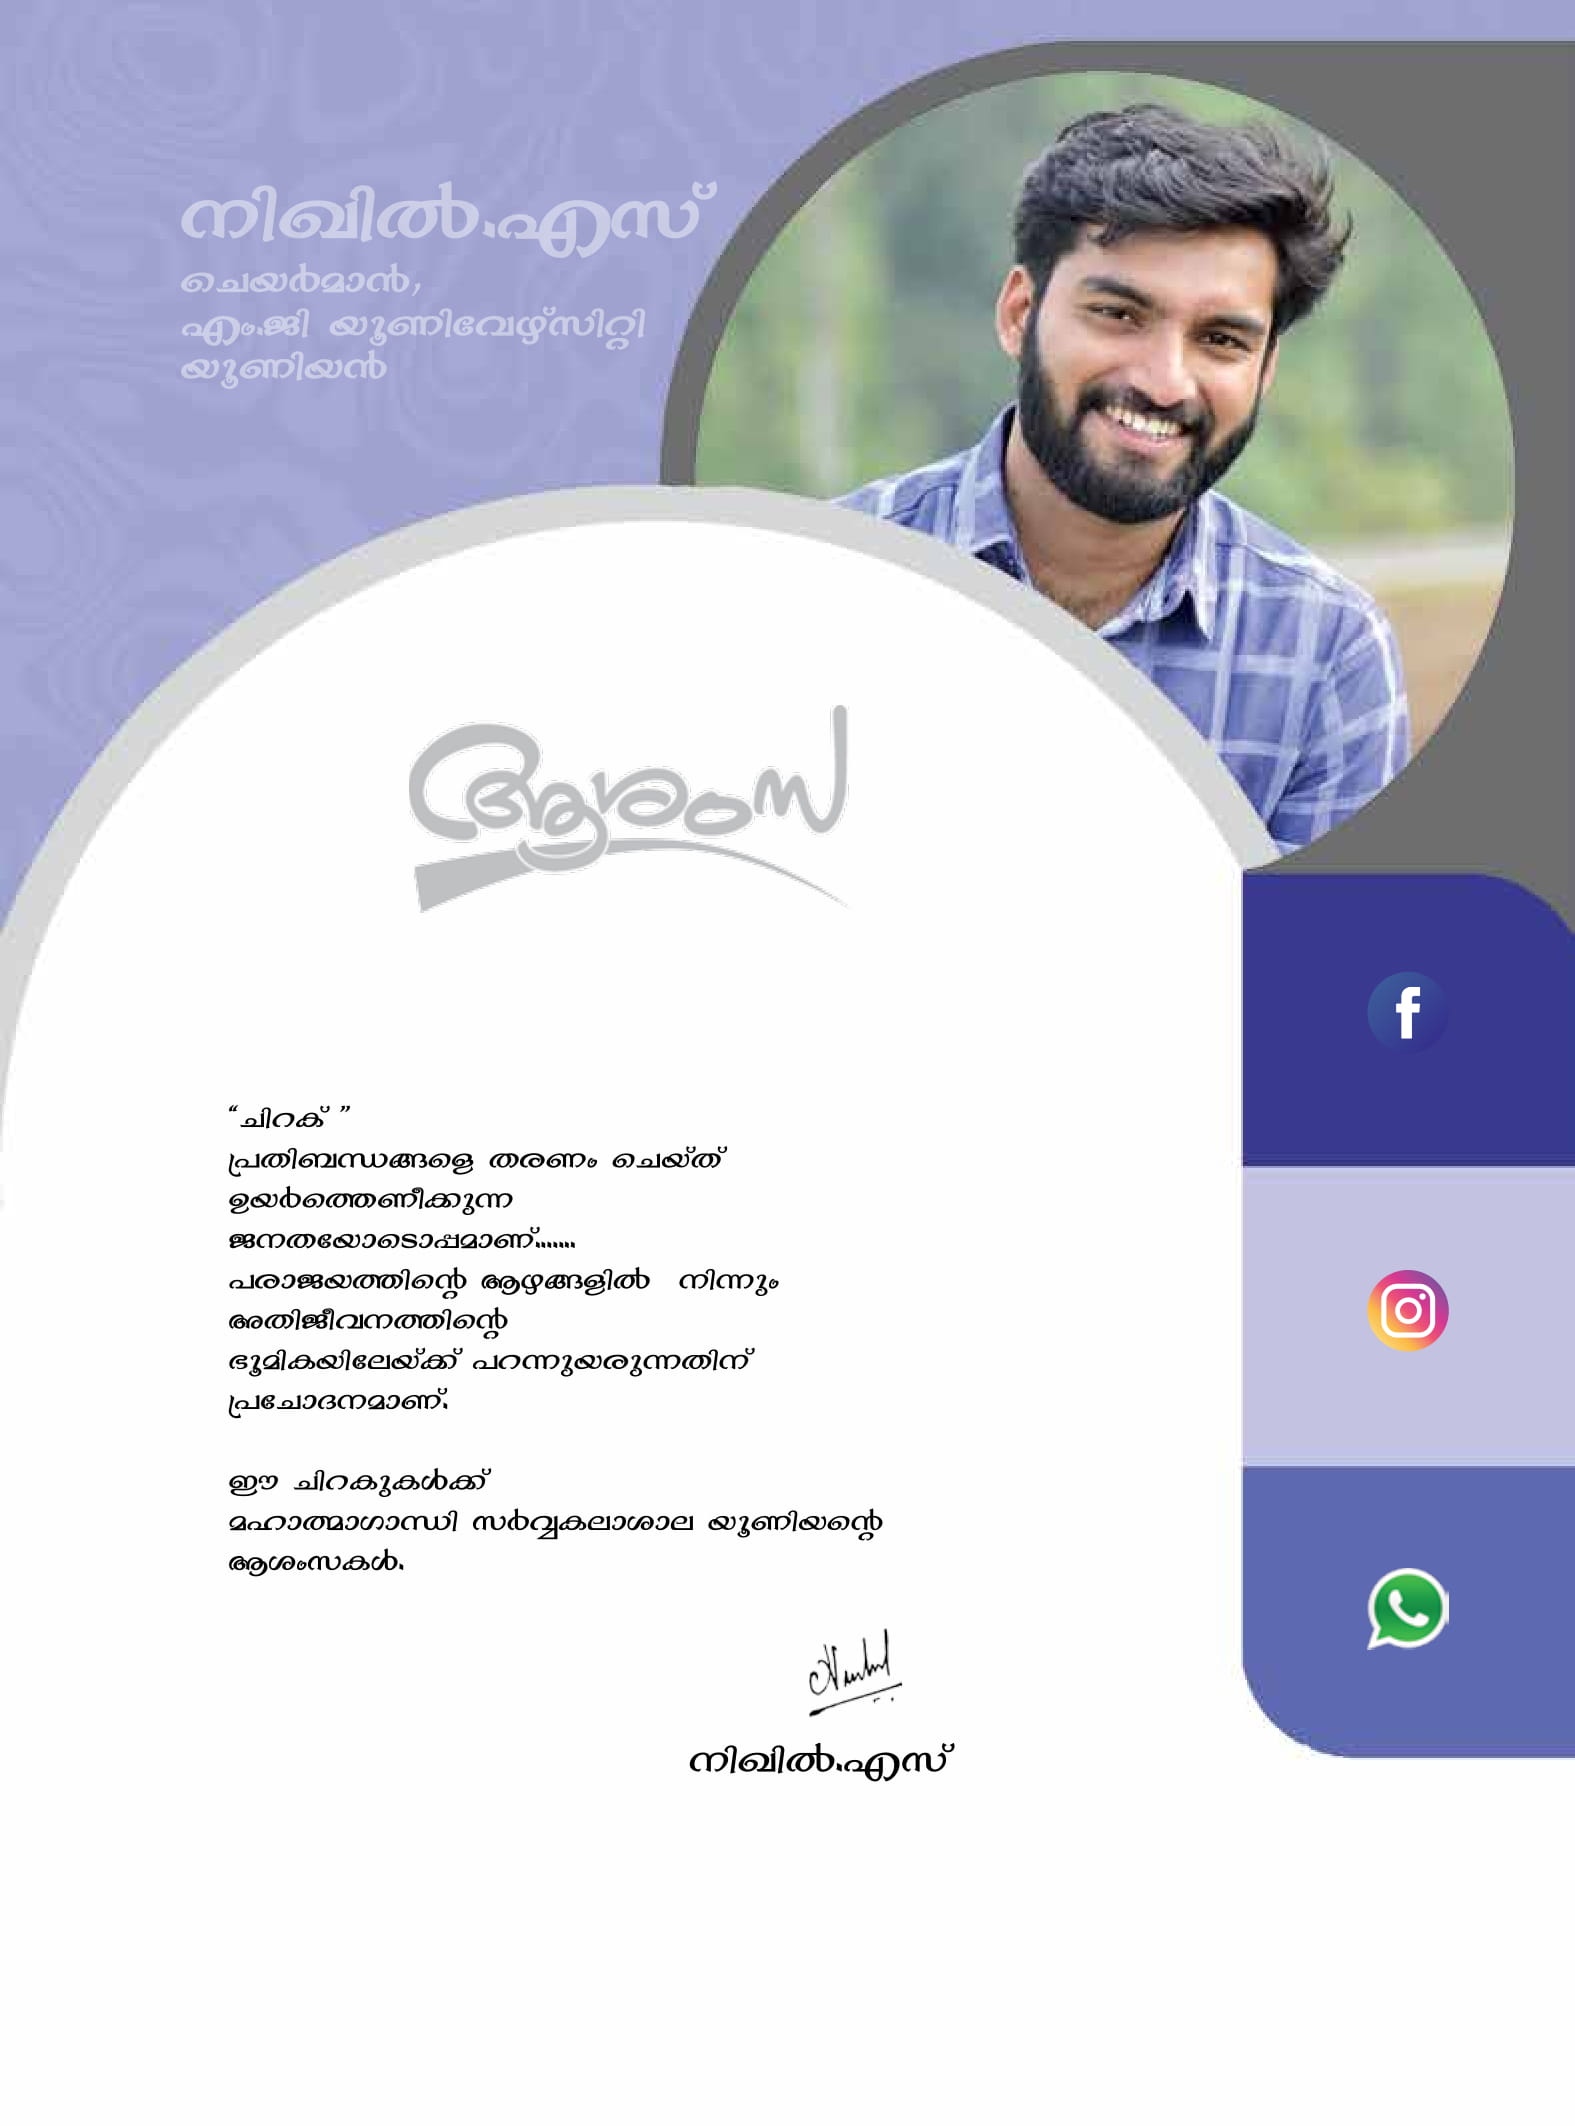 നിഖിൽ.എസ്
ചെയർമാൻ,
എം.ജി യൂണിവേഴ്സിറ്റി
യൂണിയൻ
ആശംസ
“ചിറക് ”
പ്രതിബന്ധങ്ങളെ തരണം ചെയ്ത്
ഉയർത്തെണീക്കുന്ന
ജനതയോടൊപ്പമാണ്.......
പരാജയത്തിന്റെ ആഴങ്ങളിൽ നിന്നും
അതിജീവനത്തിന്റെ
ഭൂമികയിലേയ്ക്ക് പറന്നുയരുന്നതിന്
പ്രചോദനമാണ്.
ഈ ചിറകുകൾക്ക്
മഹാത്മാഗാന്ധി സർവ്വകലാശാല യൂണിയന്റെ
ആശംസകൾ.
നിഖിൽ.എസ്